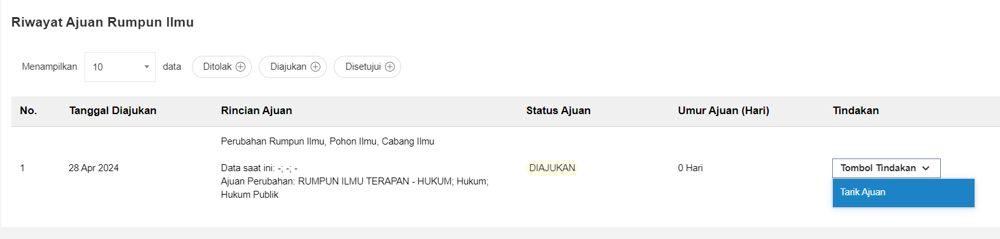 Riwayat Ajuan Rumpun Ilmu
Menampilkan 10 data Ditolak Diajukan Disetujui
No. Tanggal Diajukan Rincian Ajuan Status Ajuan Umur Ajuan (Hari) Tindakan
Perubahan Rumpun Ilmu, Pohon Ilmu, Cabang Ilmu
1 28 Apr 2024 Data saat ini: -; -; - DIAJUKAN 0 Hari Tombol Tindakan
Ajuan Perubahan: RUMPUN ILMU TERAPAN - HUKUM; Hukum;
Hukum Publik
Tarik Ajuan